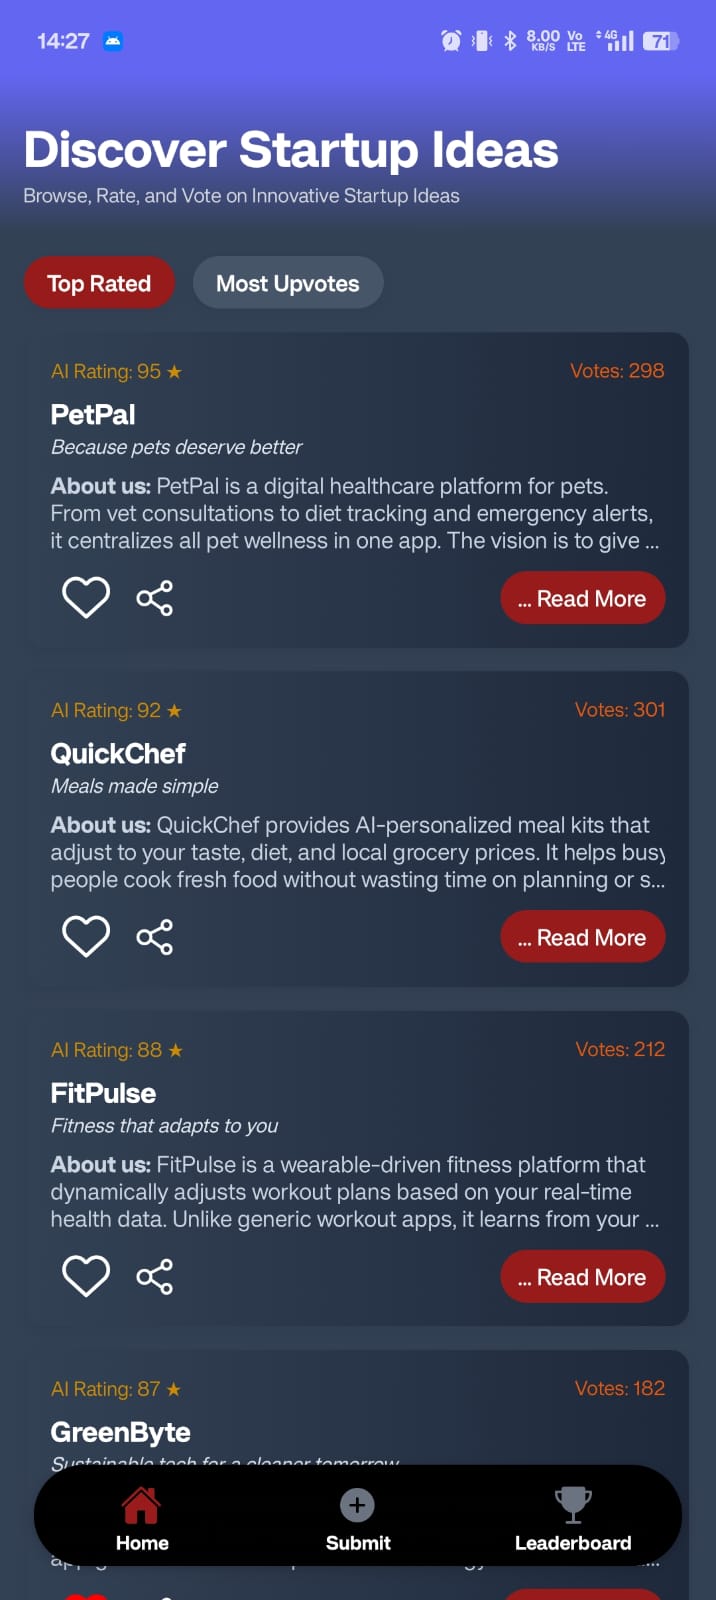 14:27
8.00 KB/S Vo LTE 4G 71
Discover Startup Ideas
Browse, Rate, and Vote on Innovative Startup Ideas
Top Rated Most Upvotes
AI Rating: 95 ★ Votes: 298
PetPal
Because pets deserve better
About us: PetPal is a digital healthcare platform for pets.
From vet consultations to diet tracking and emergency alerts,
it centralizes all pet wellness in one app. The vision is to give ...
... Read More
AI Rating: 92 ★ Votes: 301
QuickChef
Meals made simple
About us: QuickChef provides AI-personalized meal kits that
adjust to your taste, diet, and local grocery prices. It helps busy
people cook fresh food without wasting time on planning or s...
... Read More
AI Rating: 88 ★ Votes: 212
FitPulse
Fitness that adapts to you
About us: FitPulse is a wearable-driven fitness platform that
dynamically adjusts workout plans based on your real-time
health data. Unlike generic workout apps, it learns from your ...
... Read More
AI Rating: 87 ★ Votes: 182
GreenByte
Sustainable tech for a cleaner tomorrow
Home Submit Leaderboard